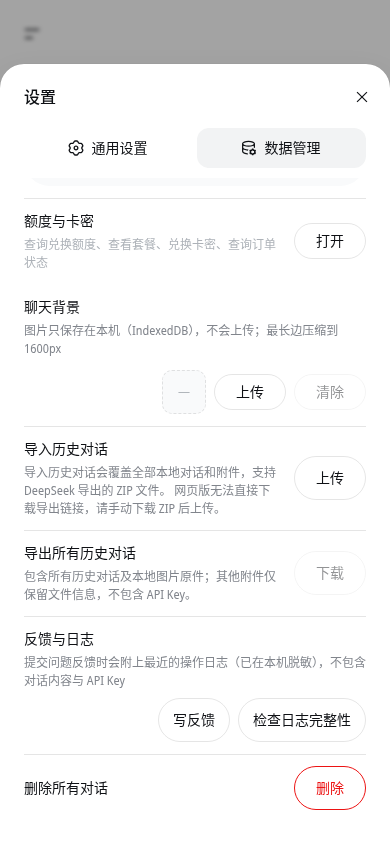 设置
通用设置
数据管理
额度与卡密
查询兑换额度、查看套餐、兑换卡密、查询订单
状态
打开
聊天背景
图片只保存在本机（IndexedDB），不会上传；最长边压缩到
1600px
—
上传
清除
导入历史对话
导入历史对话会覆盖全部本地对话和附件，支持
DeepSeek 导出的 ZIP 文件。 网页版无法直接下
载导出链接，请手动下载 ZIP 后上传。
上传
导出所有历史对话
包含所有历史对话及本地图片原件；其他附件仅
保留文件信息，不包含 API Key。
下载
反馈与日志
提交问题反馈时会附上最近的操作日志（已在本机脱敏），不包含
对话内容与 API Key
写反馈
检查日志完整性
删除所有对话
删除